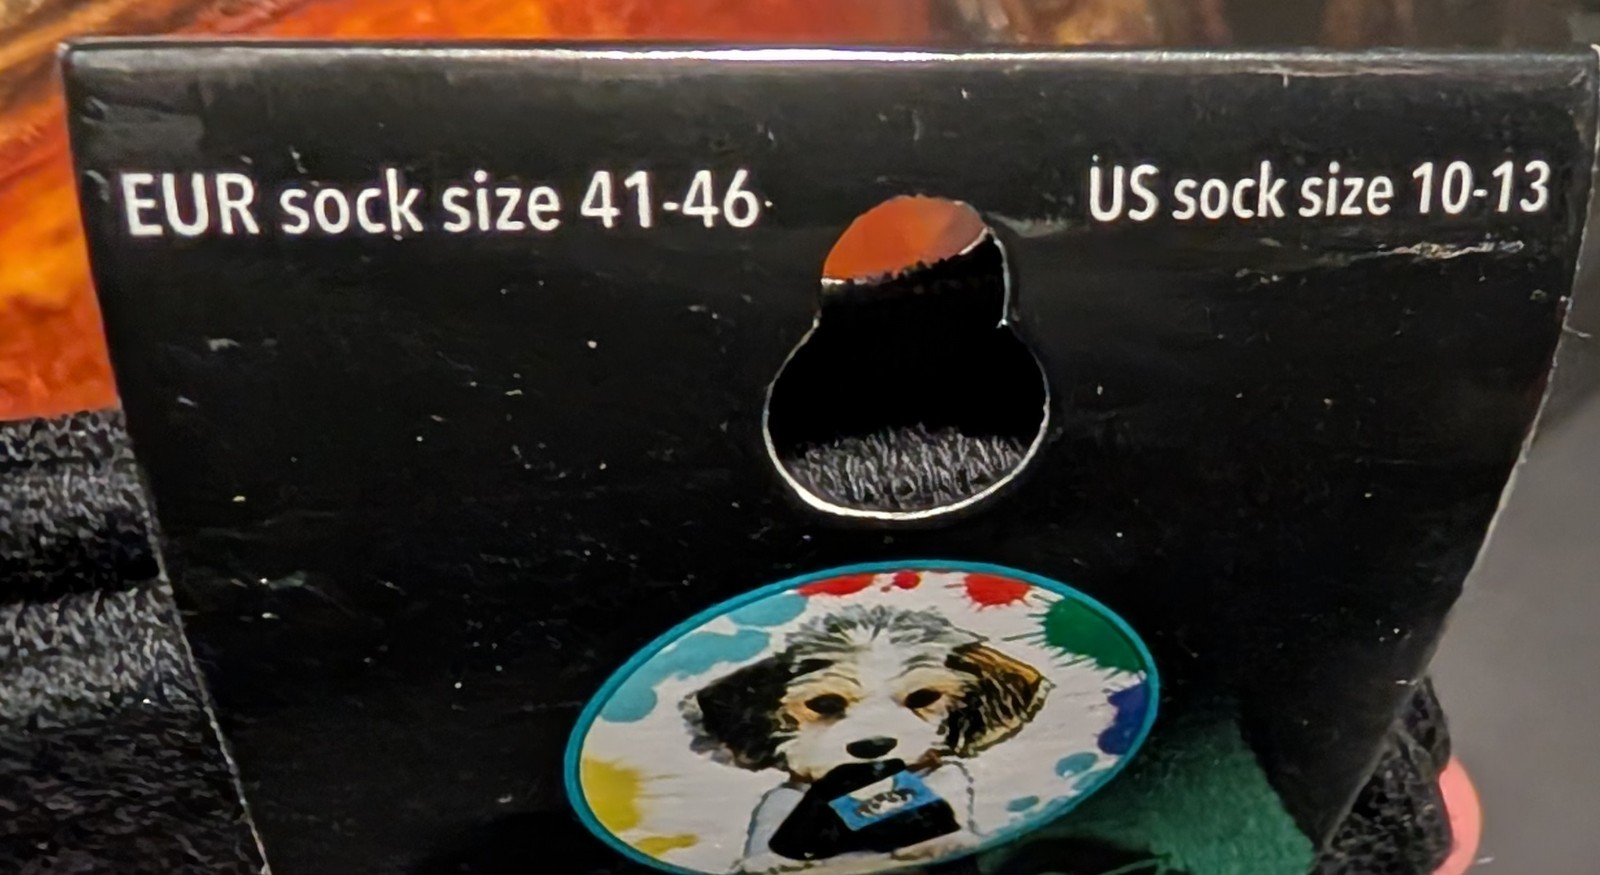 EUR sock size 41-46
US sock size 10-13